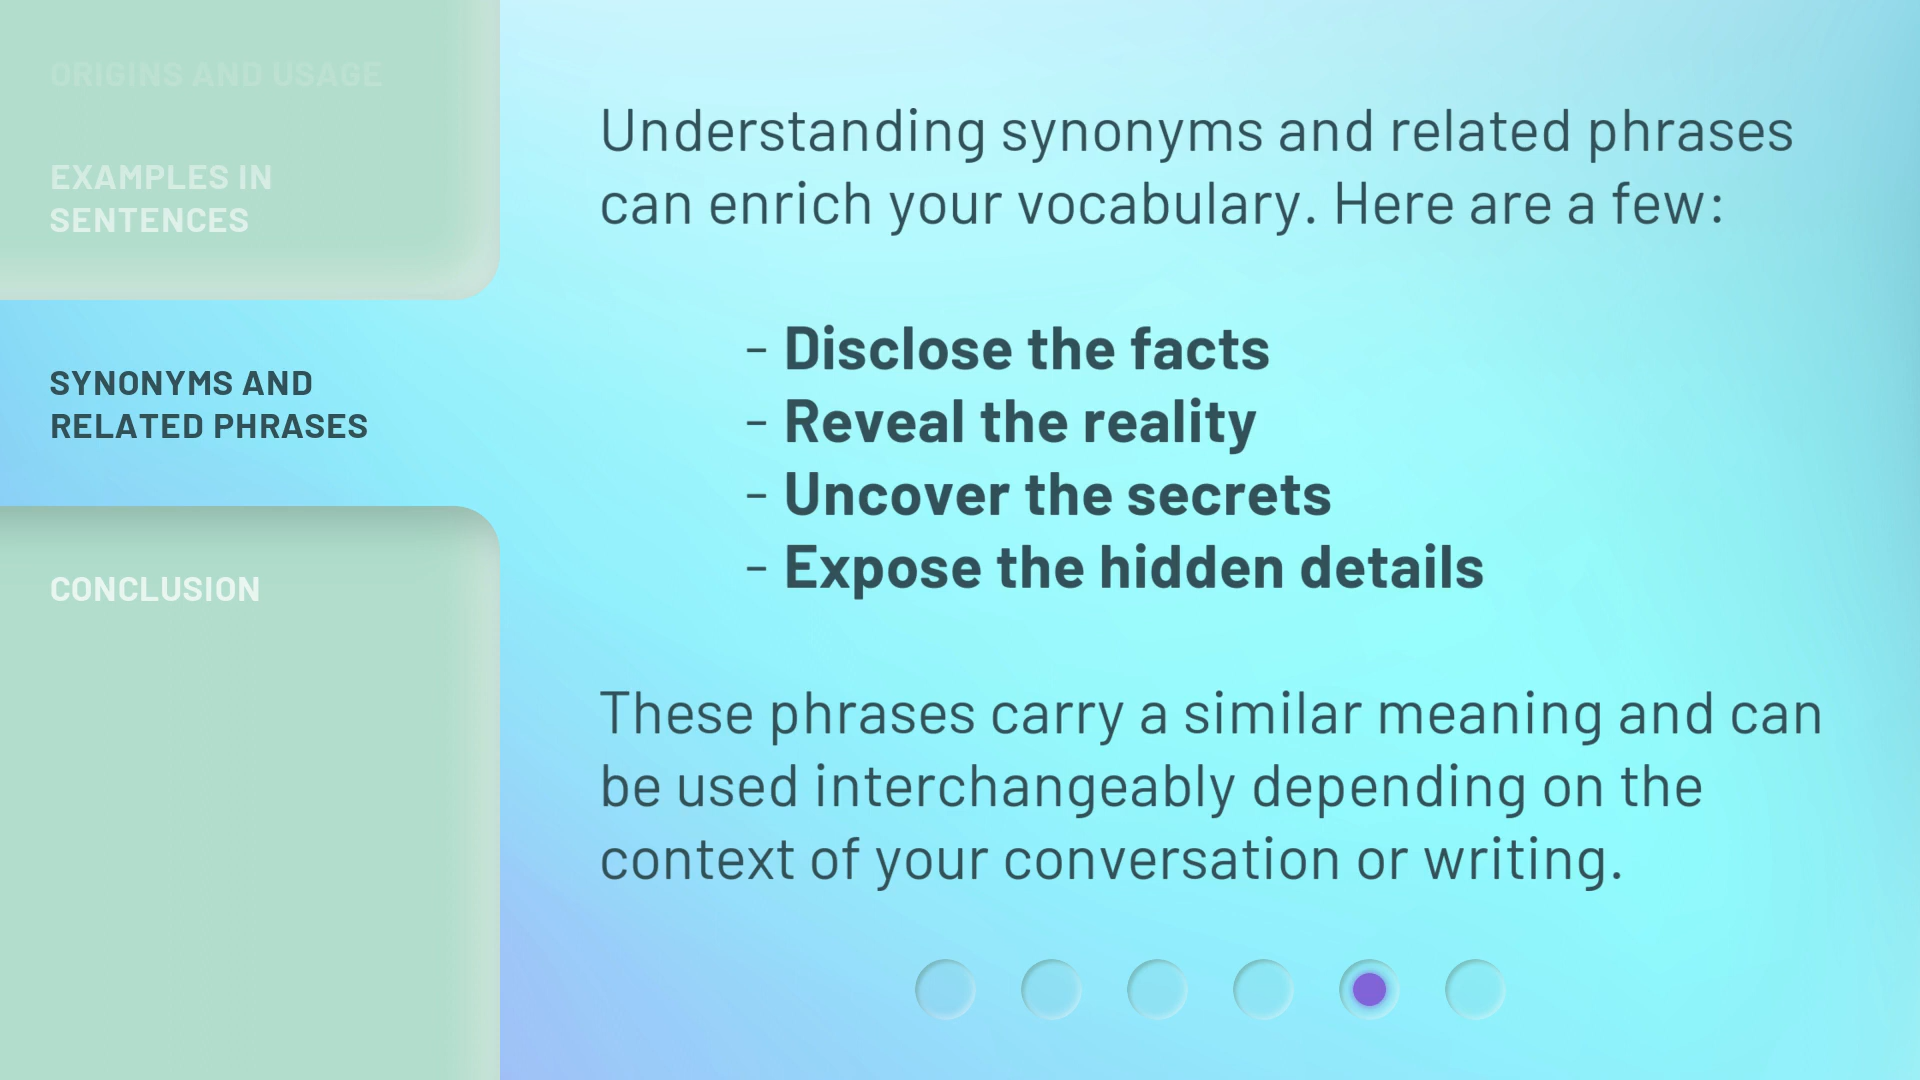 ORIGINS AND USAGE
EXAMPLES IN
SENTENCES
SYNONYMS AND
RELATED PHRASES
CONCLUSION
Understanding synonyms and related phrases
can enrich your vocabulary. Here are a few:
- Disclose the facts
- Reveal the reality
- Uncover the secrets
- Expose the hidden details
These phrases carry a similar meaning and can
be used interchangeably depending on the
context of your conversation or writing.